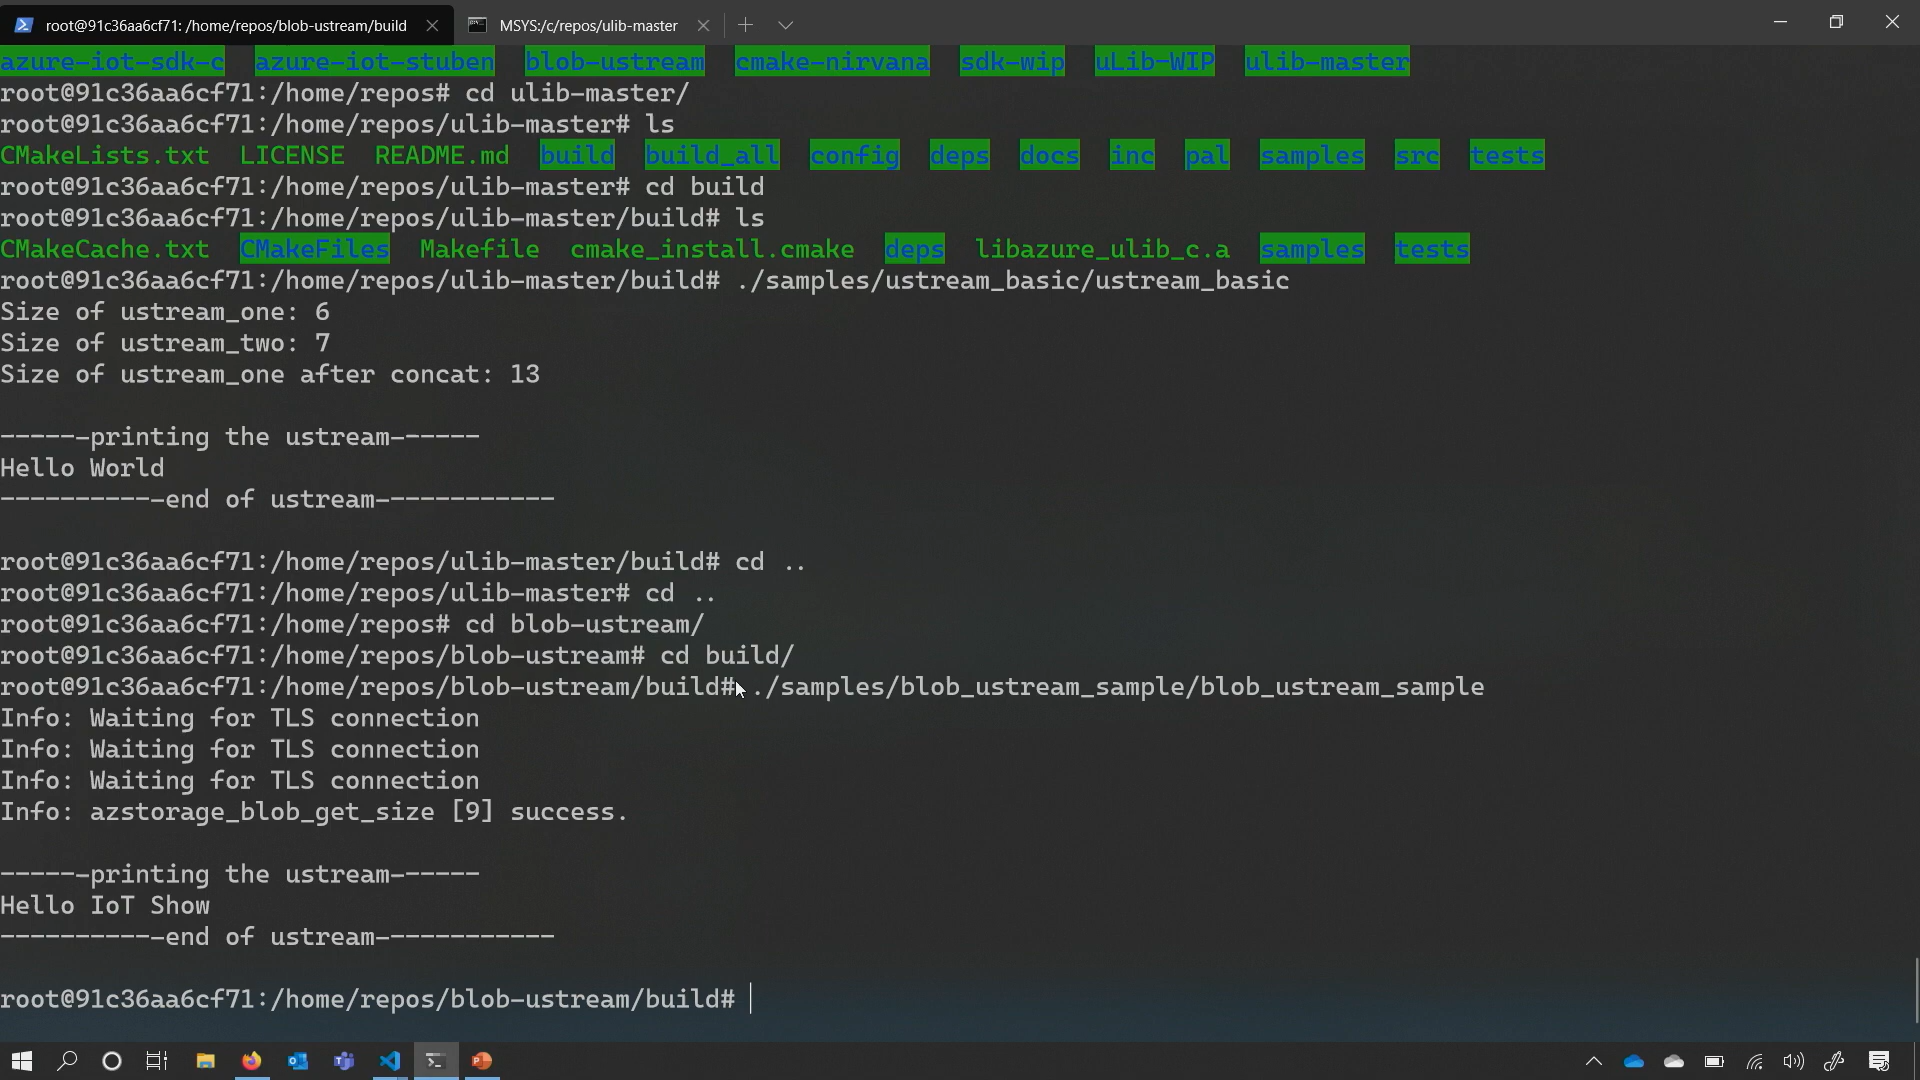 root@91c36aa6cf71: /home/repos/blob-ustream/build
MSYS:/c/repos/ulib-master
azure-iot-sdk-c  azure-iot-stuben  blob-ustream  cmake-nirvana  sdk-wip  uLib-WIP  ulib-master
root@91c36aa6cf71:/home/repos# cd ulib-master/
root@91c36aa6cf71:/home/repos/ulib-master# ls
CMakeLists.txt  LICENSE  README.md  build  build_all  config  deps  docs  inc  pal  samples  src  tests
root@91c36aa6cf71:/home/repos/ulib-master# cd build
root@91c36aa6cf71:/home/repos/ulib-master/build# ls
CMakeCache.txt  CMakeFiles  Makefile  cmake_install.cmake  deps  libazure_ulib_c.a  samples  tests
root@91c36aa6cf71:/home/repos/ulib-master/build# ./samples/ustream_basic/ustream_basic
Size of ustream_one: 6
Size of ustream_two: 7
Size of ustream_one after concat: 13
------printing the ustream------
Hello World
-----------end of ustream------------
root@91c36aa6cf71:/home/repos/ulib-master/build# cd ..
root@91c36aa6cf71:/home/repos/ulib-master# cd ..
root@91c36aa6cf71:/home/repos# cd blob-ustream/
root@91c36aa6cf71:/home/repos/blob-ustream# cd build/
root@91c36aa6cf71:/home/repos/blob-ustream/build# ./samples/blob_ustream_sample/blob_ustream_sample
Info: Waiting for TLS connection
Info: Waiting for TLS connection
Info: Waiting for TLS connection
Info: azstorage_blob_get_size [9] success.
------printing the ustream------
Hello IoT Show
-----------end of ustream------------
root@91c36aa6cf71:/home/repos/blob-ustream/build#